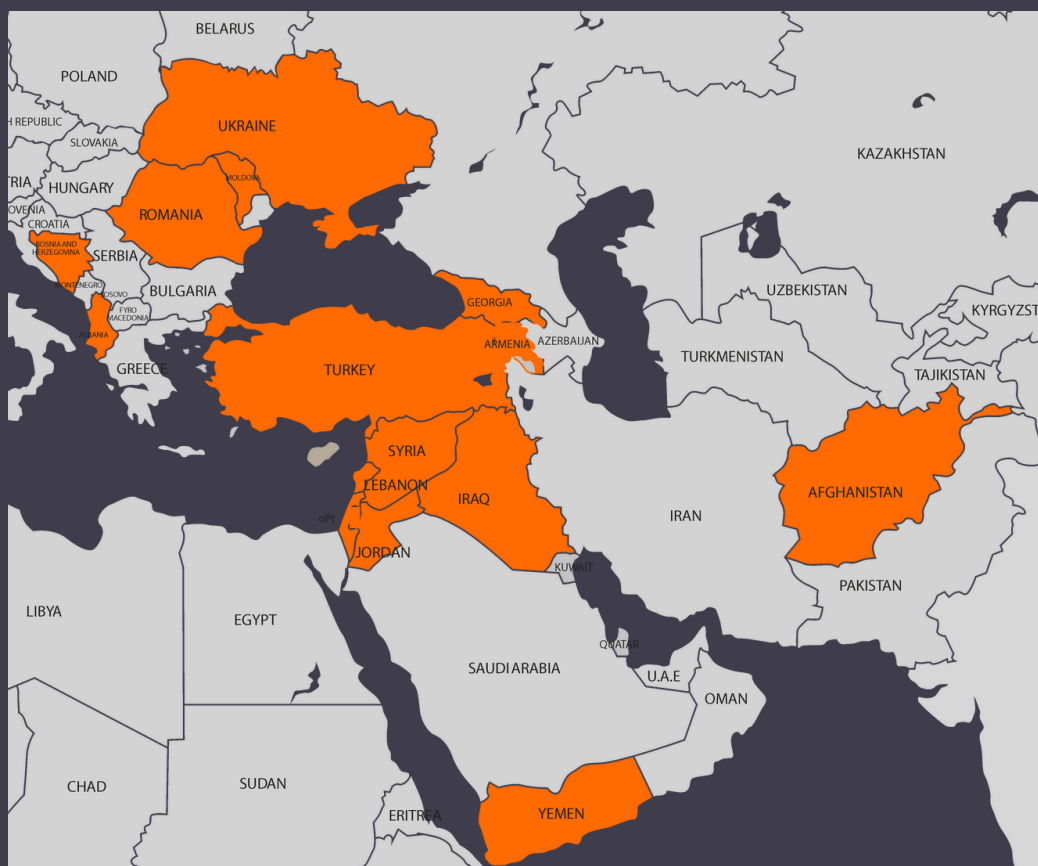 BELARUS
POLAND
UKRAINE
H REPUBLIC
SLOVAKIA
KAZAKHSTAN
TRIA
HUNGARY
MOLDOVA
OVENIA
CROATIA
ROMANIA
BOSNIA AND
HERZEGOVINA
SERBIA
MONTENEGRO
KOSOVO
BULGARIA
UZBEKISTAN
GEORGIA
KYRGYZST
FYRO
MACEDONIA
ALBANIA
ARMENIA
AZERBAIJAN
TURKMENISTAN
GREECE
TURKEY
TAJIKISTAN
SYRIA
LEBANON
IRAQ
AFGHANISTAN
oPt
IRAN
JORDAN
KUWAIT
PAKISTAN
LIBYA
EGYPT
QUATAR
SAUDI ARABIA
U.A.E
OMAN
CHAD
SUDAN
ERITREA
YEMEN